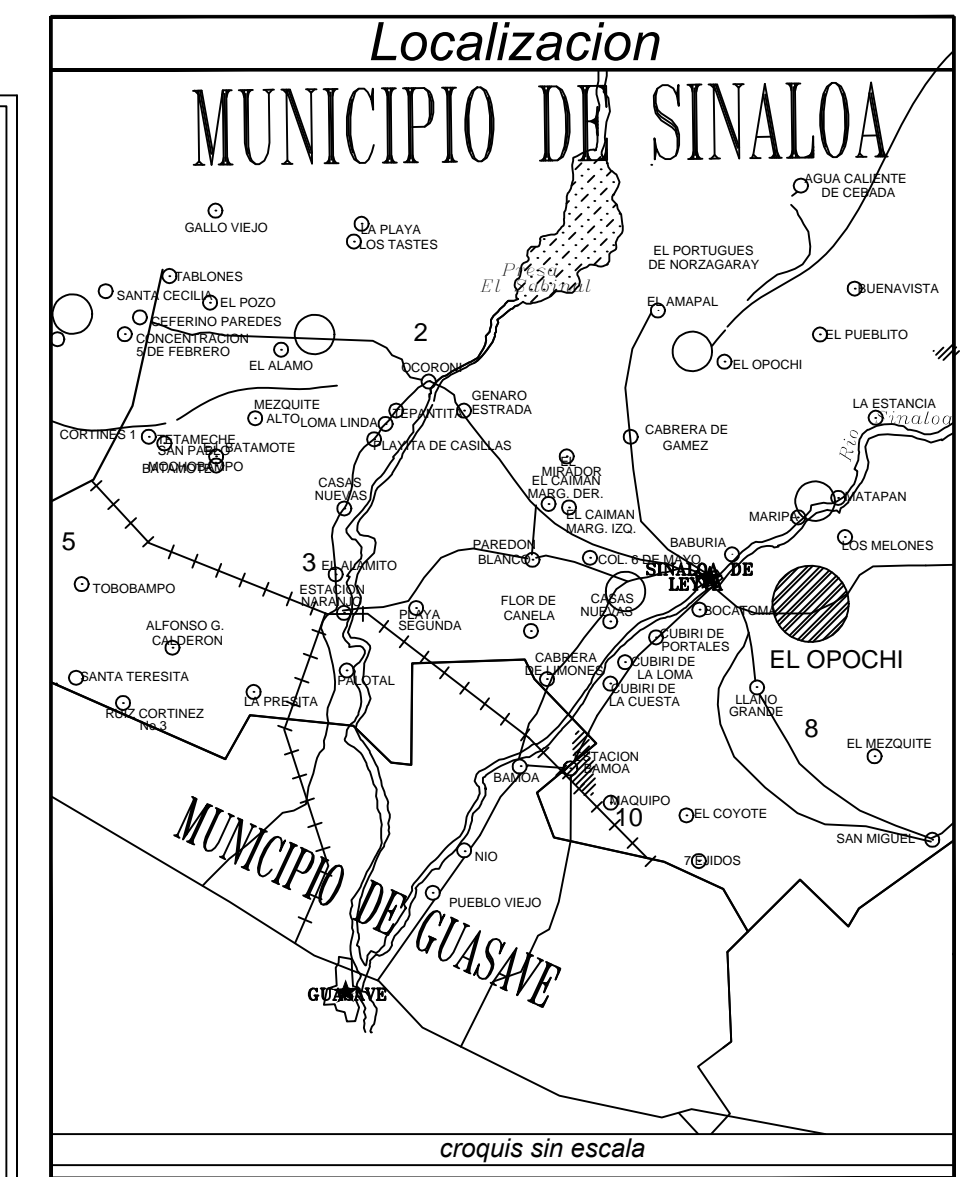 Localizacion
MUNICIPIO DE SINALOA
AGUA CALIENTE
DE CEBADA
GALLO VIEJO
LA PLAYA
LOS TASTES
EL PORTUGUES
DE NORZAGARAY
Presa
El Sabinal
TABLONES
SANTA CECILIA
EL POZO
BUENAVISTA
EL AMAPAL
CEFERINO PAREDES
CONCENTRACION
5 DE FEBRERO
2
EL PUEBLITO
EL ALAMO
OCORONI
EL OPOCHI
MEZQUITE
ALTO
GENARO
ESTRADA
LA ESTANCIA
TEPANTITA
LOMA LINDA
Rio Sinaloa
CORTINES 1
TETAMECHE
SAN PABLO
EL BATAMOTE
MOCHOBAMPO
BATAMOTE
PLAYITA DE CASILLAS
CABRERA DE
GAMEZ
EL
MIRADOR
CASAS
NUEVAS
EL CAIMAN
MARG. DER.
EL CAIMAN
MARG. IZQ.
MATAPAN
MARIPA
5
PAREDON
BLANCO
COL. 6 DE MAYO
BABURIA
LOS MELONES
3
EL ALAMITO
SINALOA DE
LEYVA
TOBOBAMPO
ESTACION
NARANJO
PLAYA
SEGUNDA
FLOR DE
CANELA
CASAS
NUEVAS
BOCATOMA
ALFONSO G.
CALDERON
CUBIRI DE
PORTALES
EL OPOCHI
SANTA TERESITA
PALOTAL
CABRERA
DE LIMONES
CUBIRI DE
LA LOMA
CUBIRI DE
LA CUESTA
RUIZ CORTINEZ
No 3
LA PRESITA
LLANO
GRANDE
8
EL MEZQUITE
BAMOA
ESTACION
BAMOA
MAQUIPO
10
EL COYOTE
SAN MIGUEL
MUNICIPIO DE GUASAVE
NIO
7 EJIDOS
PUEBLO VIEJO
GUASAVE
croquis sin escala